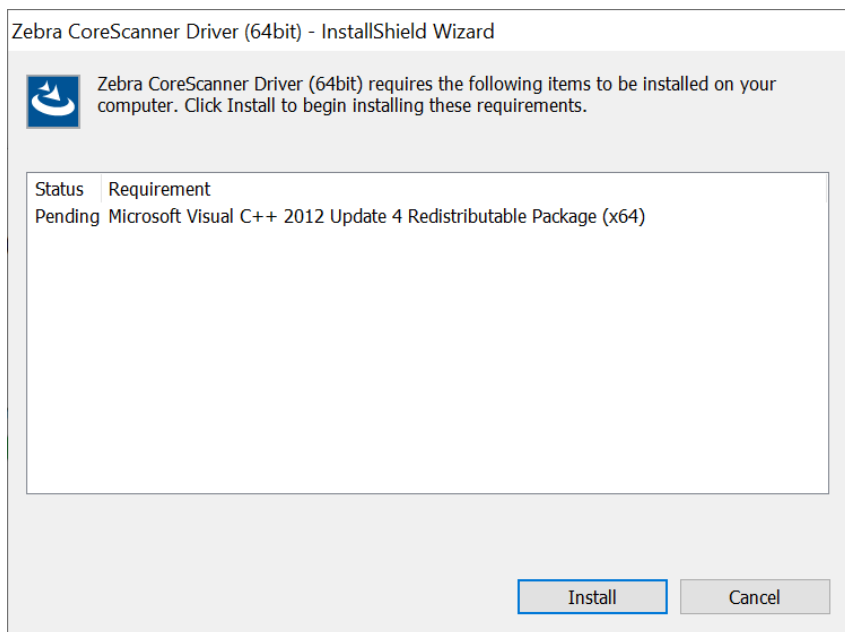 Zebra CoreScanner Driver (64bit) - InstallShield Wizard
Zebra CoreScanner Driver (64bit) requires the following items to be installed on your
computer. Click Install to begin installing these requirements.
Status Requirement
Pending Microsoft Visual C++ 2012 Update 4 Redistributable Package (x64)
Install Cancel